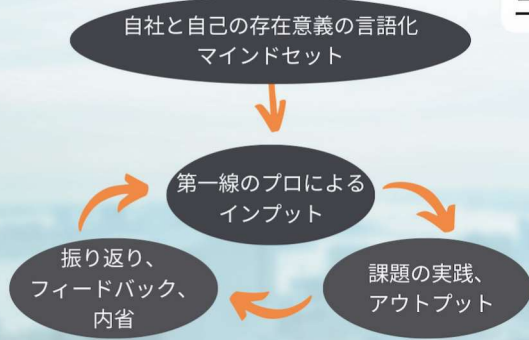 自社と自己の存在意義の言語化
マインドセット
第一線のプロによる
インプット
課題の実践、
アウトプット
振り返り、
フィードバック、
内省